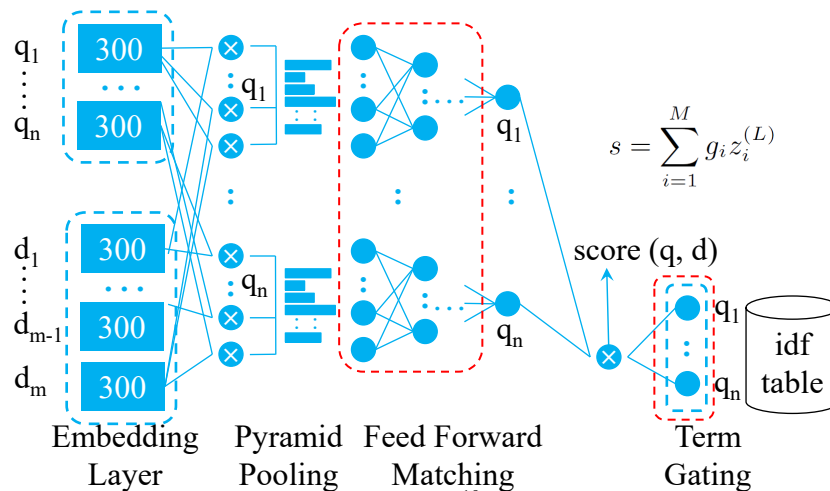 q1
qn
300
300
d1
dm-1
dm
300
300
300
q1
qn
q1
qn
s = \sum_{i=1}^{M} g_i z_i^{(L)}
score (q, d)
q1
qn
idf
table
Embedding
Layer
Pyramid
Pooling
Feed Forward
Matching
Term
Gating